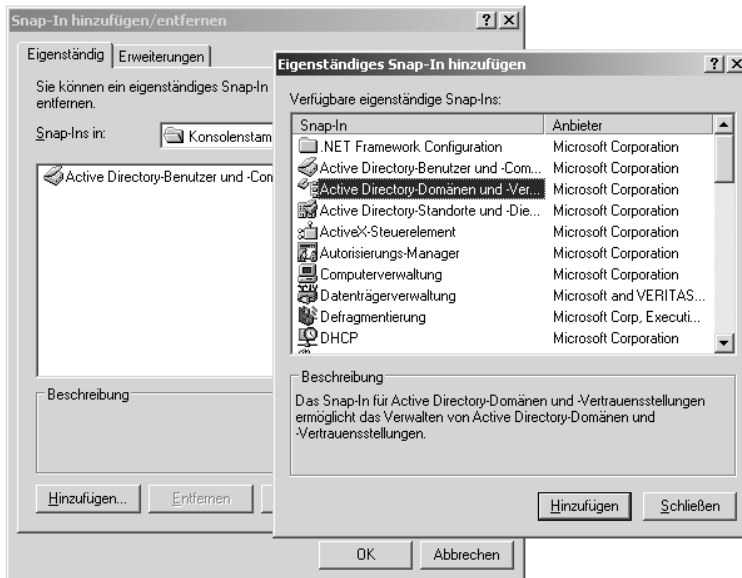 Snap-In hinzufügen/entfernen
Eigenständig
Erweiterungen
Sie können ein eigenständiges Snap-In
entfernen.
Snap-Ins in:
Konsolenstam
Active Directory-Benutzer und -Con
Beschreibung
Hinzufügen...
Entfernen
OK
Abbrechen
Eigenständiges Snap-In hinzufügen
Verfügbare eigenständige Snap-Ins:
Snap-In Anbieter
.NET Framework Configuration Microsoft Corporation
Active Directory-Benutzer und -Com... Microsoft Corporation
Active Directory-Domänen und -Ver... Microsoft Corporation
Active Directory-Standorte und -Die... Microsoft Corporation
ActiveX-Steuerelement Microsoft Corporation
Autorisierungs-Manager Microsoft Corporation
Computerverwaltung Microsoft Corporation
Datenträgerverwaltung Microsoft and VERITAS...
Defragmentierung Microsoft Corp, Executi...
DHCP Microsoft Corporation
Beschreibung
Das Snap-In für Active Directory-Domänen und -Vertrauensstellungen
ermöglicht das Verwalten von Active Directory-Domänen und
-Vertrauensstellungen.
Hinzufügen
Schließen